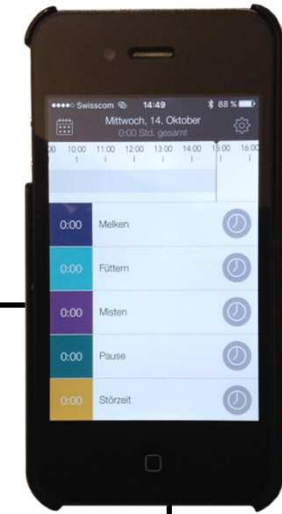 Swisscom 14:49 88 %
Mittwoch, 14. Oktober
0:00 Std. gesamt
00 10:00 11:00 12:00 13:00 14:00 15:00 16:00
0:00 Melken
0:00 Füttern
0:00 Misten
0:00 Pause
0:00 Störzeit